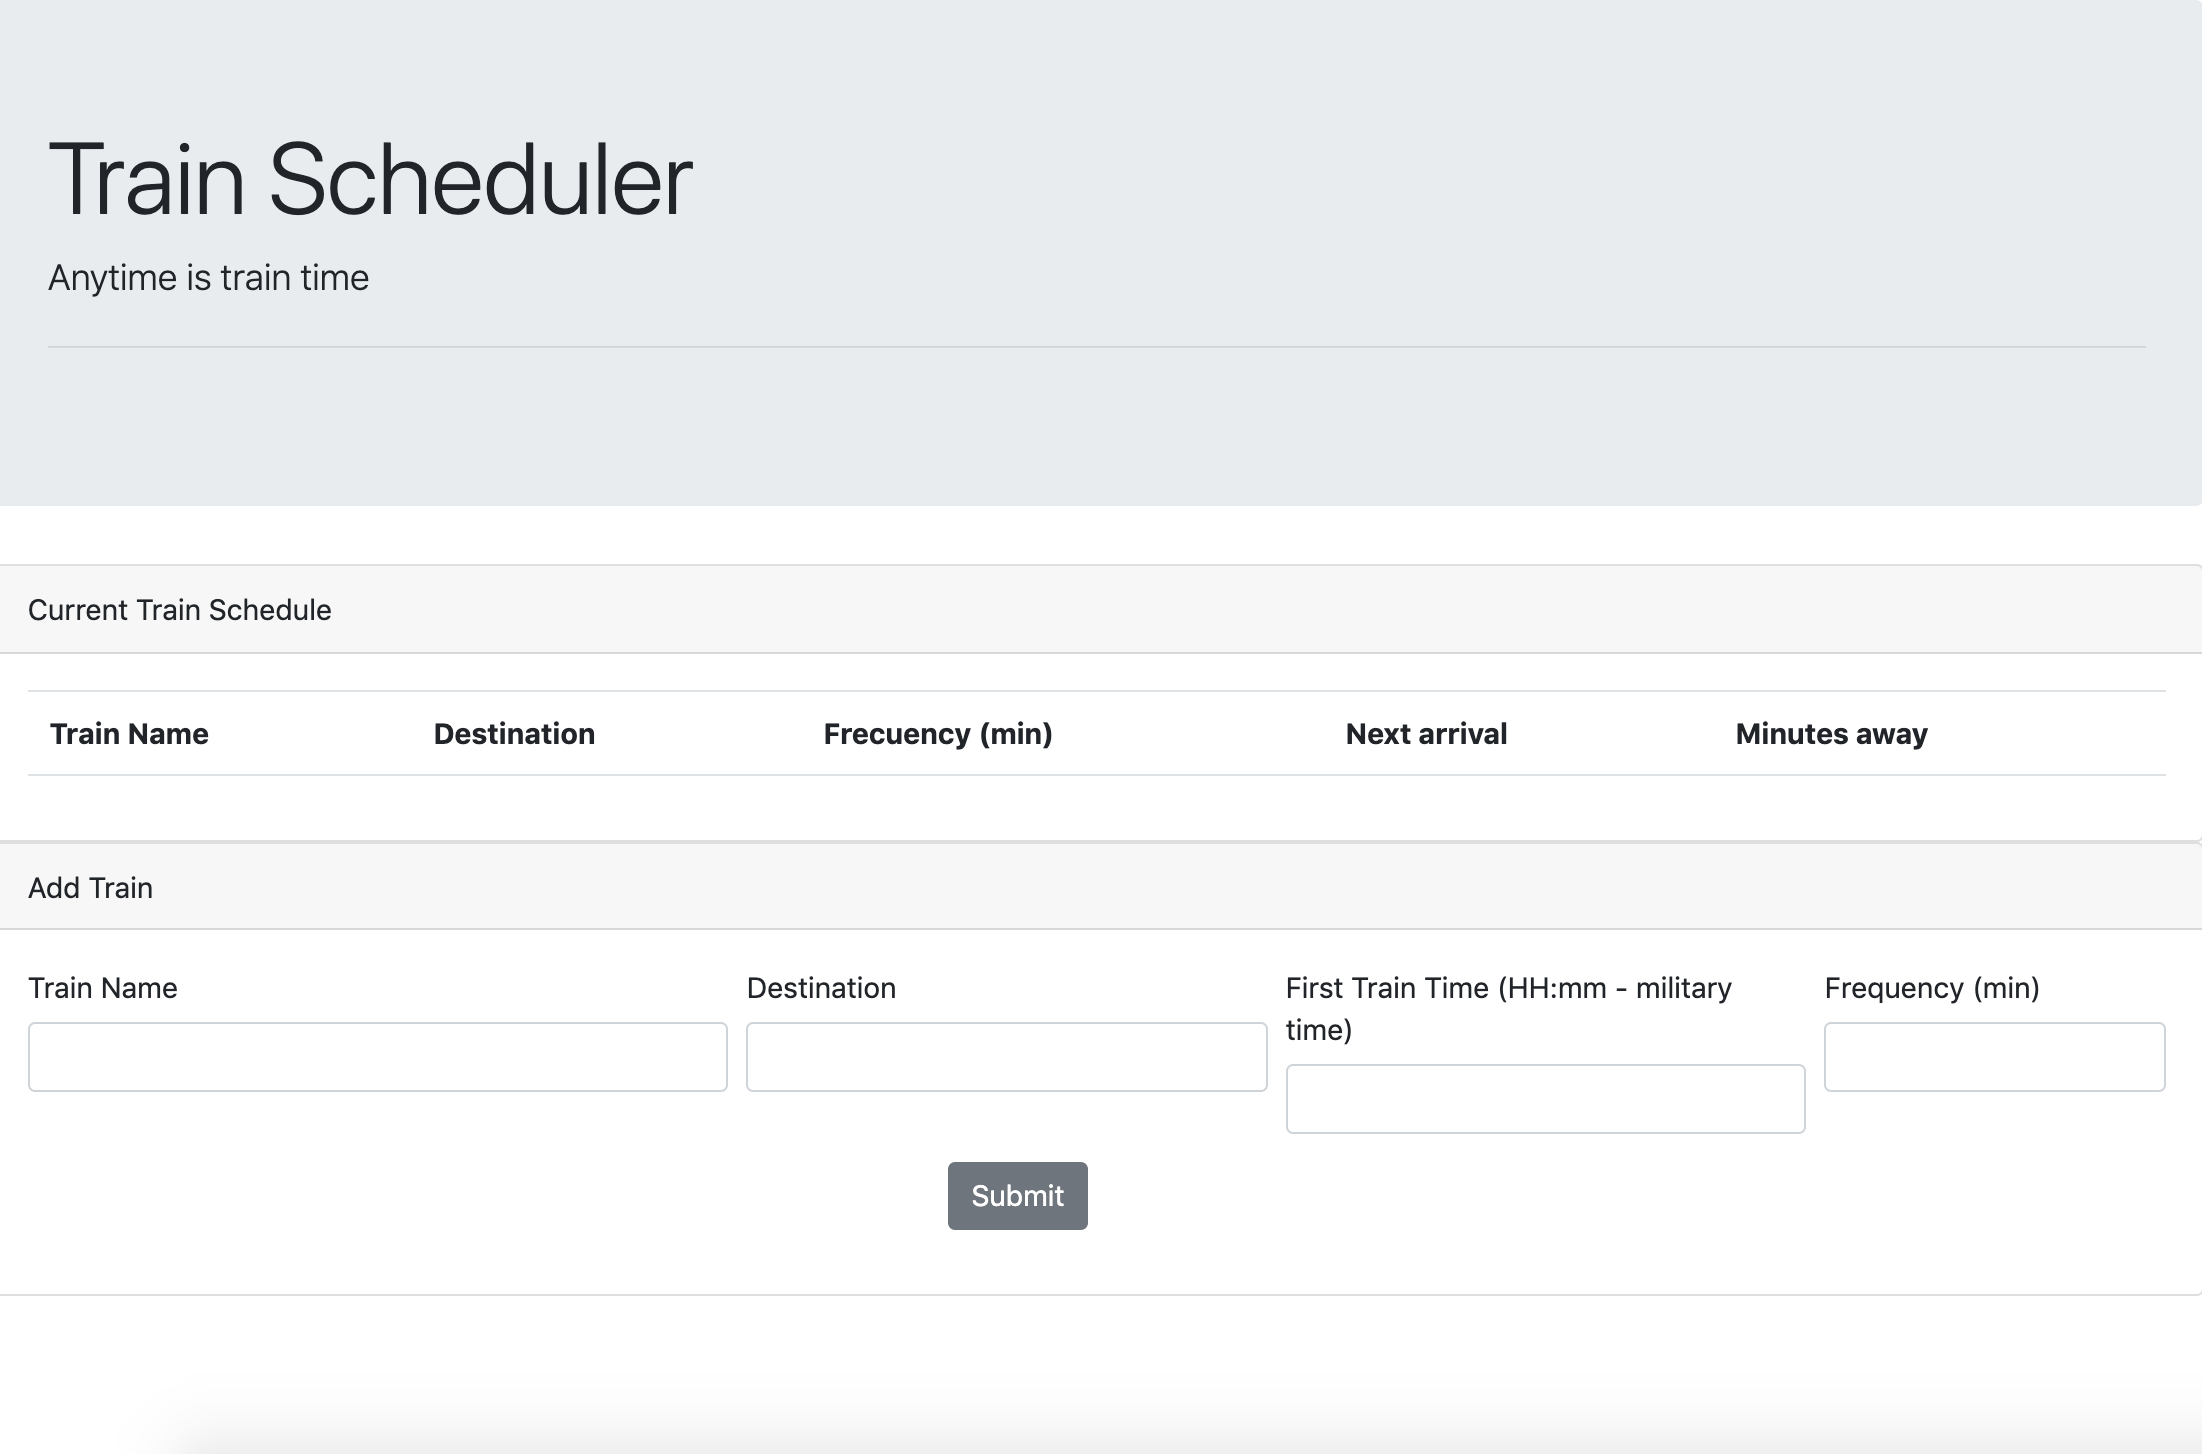 Train Scheduler
Anytime is train time
Current Train Schedule
Train Name Destination Frecuency (min) Next arrival Minutes away
Add Train
Train Name Destination First Train Time (HH:mm - military Frequency (min)
time)
Submit